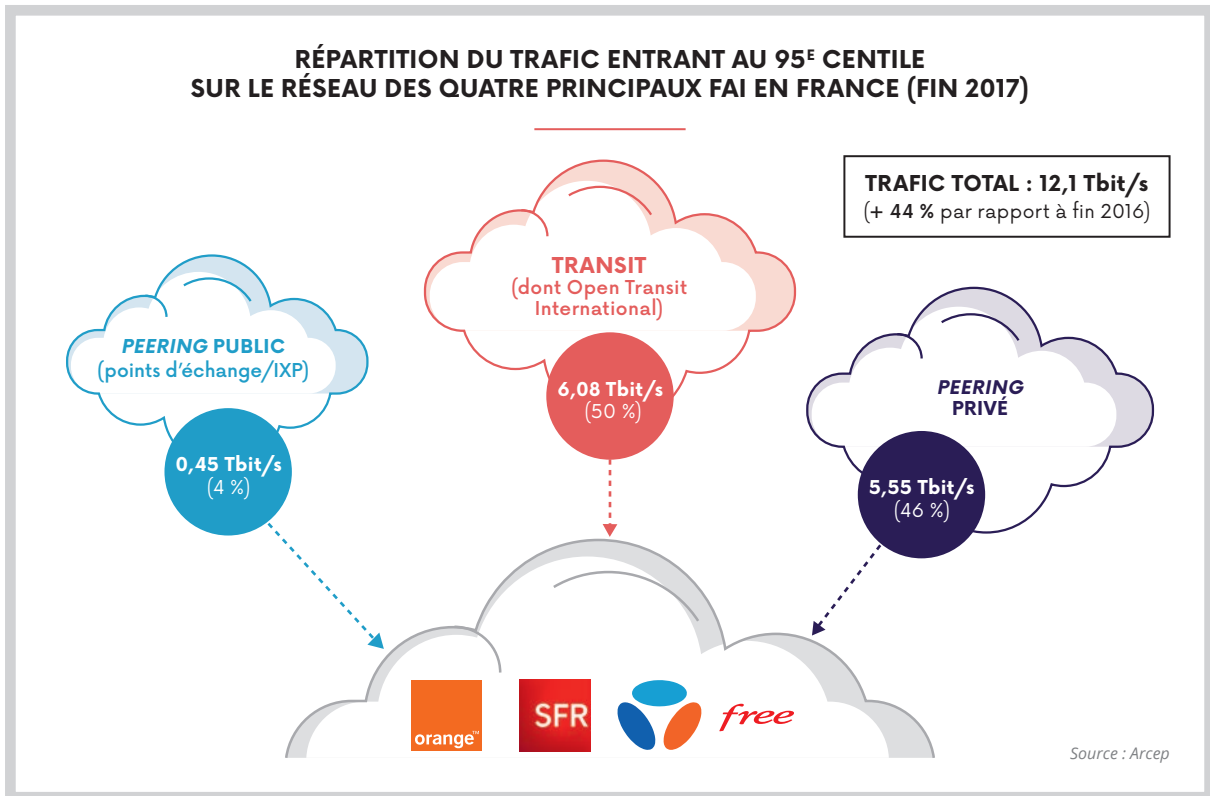 RÉPARTITION DU TRAFIC ENTRANT AU 95ᴱ CENTILE
SUR LE RÉSEAU DES QUATRE PRINCIPAUX FAI EN FRANCE (FIN 2017)
TRAFIC TOTAL : 12,1 Tbit/s
(+ 44 % par rapport à fin 2016)
TRANSIT
(dont Open Transit
International)
6,08 Tbit/s
(50 %)
PEERING PUBLIC
(points d'échange/IXP)
0,45 Tbit/s
(4 %)
PEERING
PRIVÉ
5,55 Tbit/s
(46 %)
orange™
SFR
free
Source : Arcep